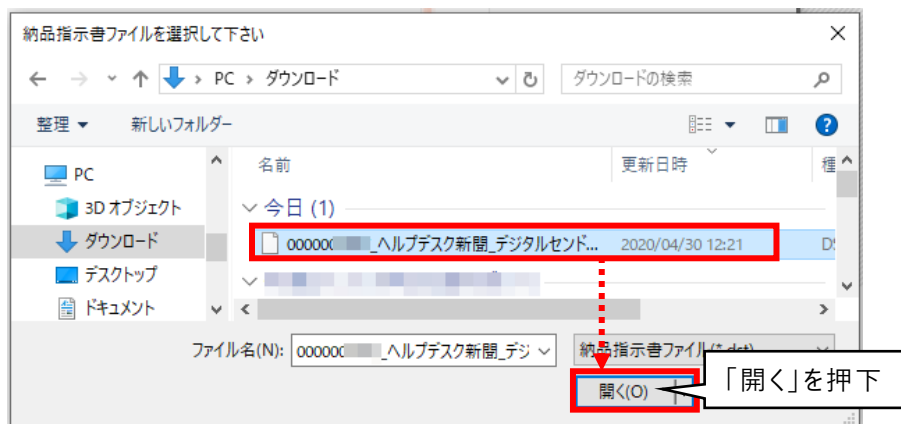 納品指示書ファイルを選択して下さい
PC › ダウンロード
ダウンロードの検索
整理 新しいフォルダー
名前 更新日時
PC
3D オブジェクト
ダウンロード
デスクトップ
ドキュメント
今日 (1)
_ヘルプデスク新聞_デジタルセンド... 2020/04/30 12:21
ファイル名(N): _ヘルプデスク新聞_デジ
納品指示書ファイル(*.dst)
開く(O)
「開く」を押下